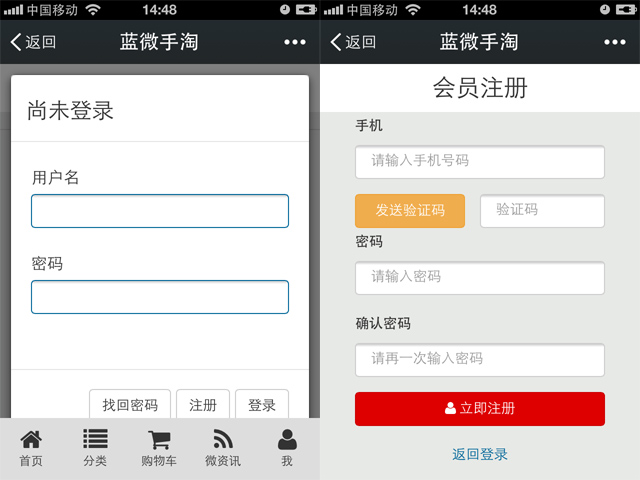 中国移动 14:48
返回 蓝微手淘
尚未登录
用户名
密码
找回密码 注册 登录
首页 分类 购物车 微资讯 我
中国移动 14:48
返回 蓝微手淘
会员注册
手机
请输入手机号码
发送验证码 验证码
密码
请输入密码
确认密码
请再一次输入密码
立即注册
返回登录